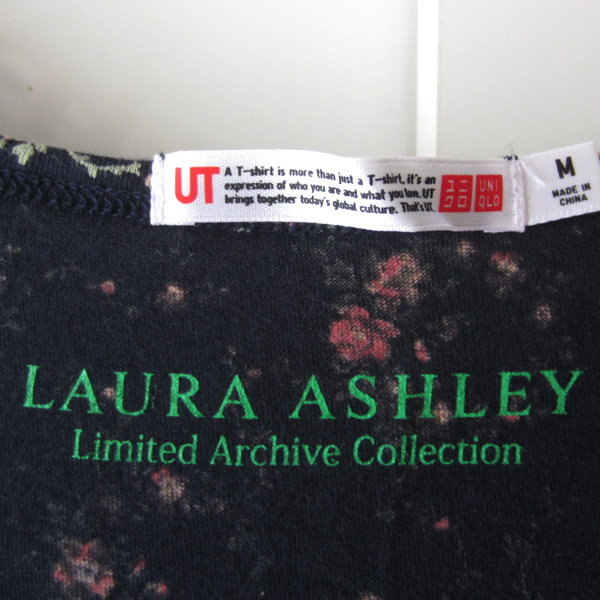 UT
A T-shirt is more than just a T-shirt, it's an
expression of who you are and what you love. UT
brings together today's global culture. That's UT.
ユニ
クロ
UNI
QLO
M
MADE IN
CHINA
LAURA ASHLEY
Limited Archive Collection